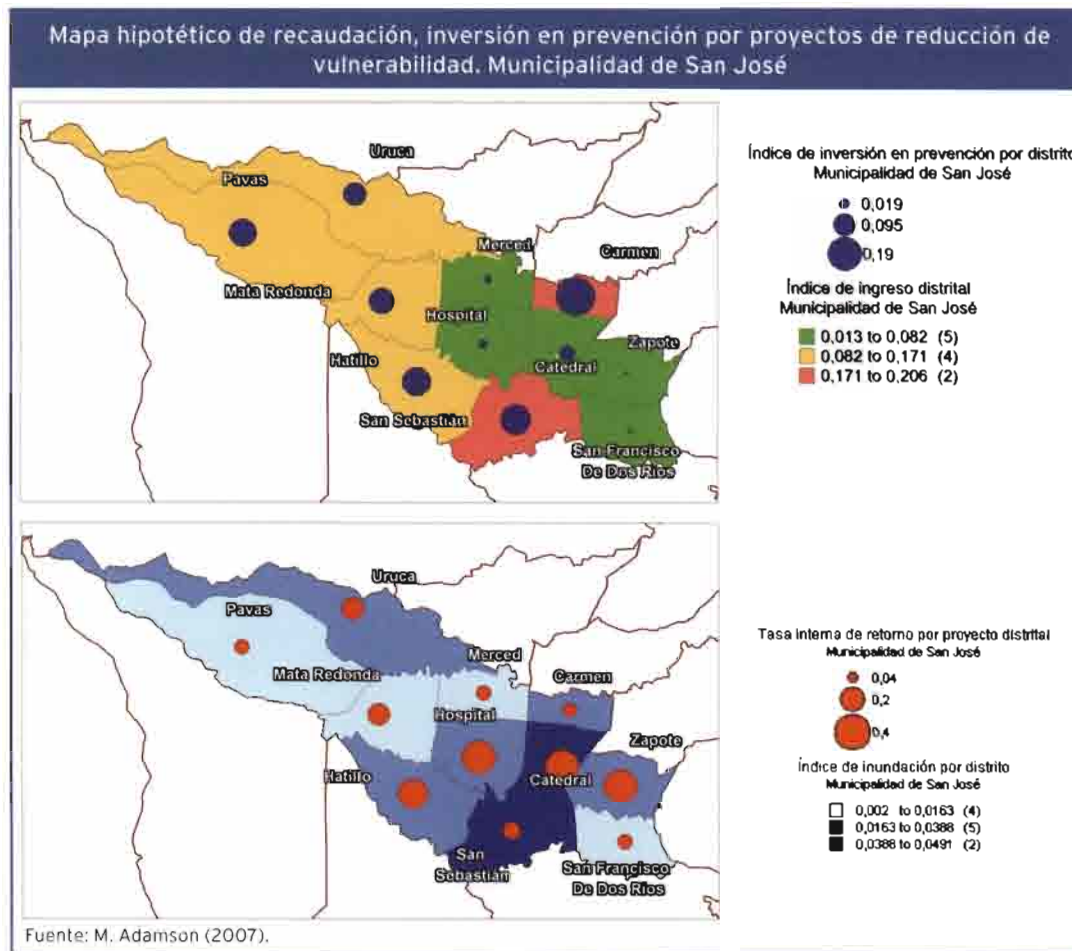 Mapa hipotético de recaudación, inversión en prevención por proyectos de reducción de
vulnerabilidad. Municipalidad de San José
Uruca
Pavas
Merced
Carmen
Mata Redonda
Hospital
Zapote
Hatillo
Catedral
San Sebastián
San Francisco
De Dos Ríos
Índice de inversión en prevención por distrito
Municipalidad de San José
0,019
0,095
0,19
Índice de ingreso distrital
Municipalidad de San José
0,013 to 0,082 (5)
0,082 to 0,171 (4)
0,171 to 0,206 (2)
Uruca
Pavas
Merced
Mata Redonda
Carmen
Hospital
Zapote
Hatillo
Catedral
San
Sebastián
San Francisco
De Dos Ríos
Tasa interna de retorno por proyecto distrital
Municipalidad de San José
0,04
0,2
0,4
Índice de inundación por distrito
Municipalidad de San José
0,002 to 0,0163 (4)
0,0163 to 0,0388 (5)
0,0388 to 0,0491 (2)
Fuente: M. Adamson (2007).